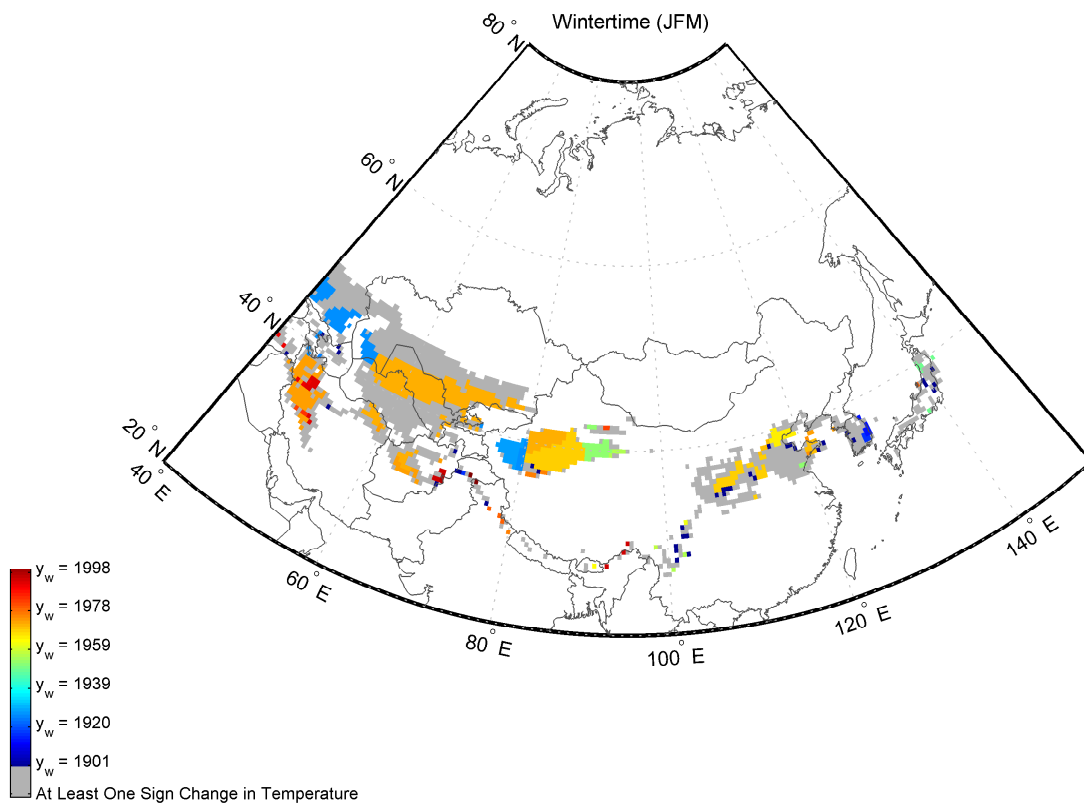 Wintertime (JFM)
80° N
60° N
40° N
20° N
40° E
60° E
80° E
100° E
120° E
140° E
y_w = 1998
y_w = 1978
y_w = 1959
y_w = 1939
y_w = 1920
y_w = 1901
At Least One Sign Change in Temperature